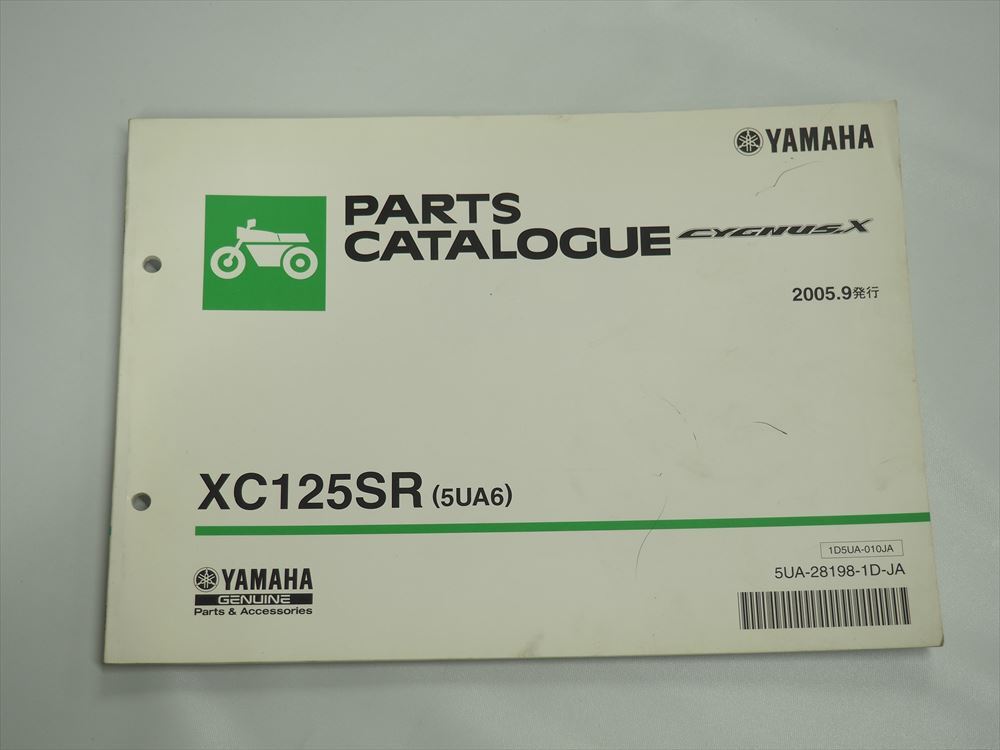 YAMAHA
PARTS
CATALOGUE
CYGNUS,X
2005.9発行
XC125SR (5UA6)
1D5UA-010JA
5UA-28198-1D-JA
YAMAHA
GENUINE
Parts & Accessories